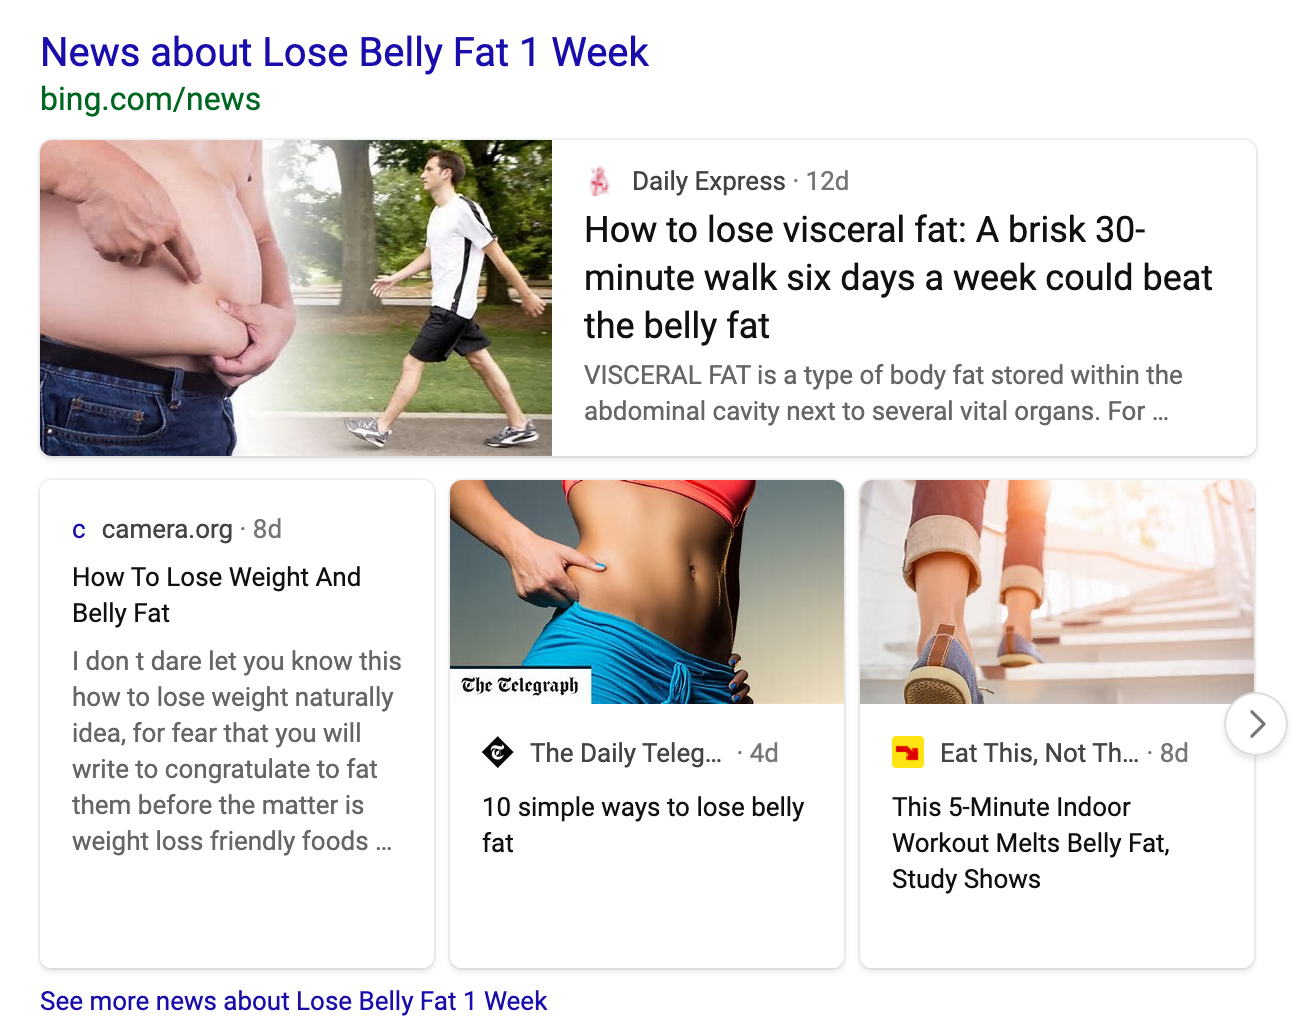 News about Lose Belly Fat 1 Week
bing.com/news
Daily Express · 12d
How to lose visceral fat: A brisk 30-
minute walk six days a week could beat
the belly fat
VISCERAL FAT is a type of body fat stored within the
abdominal cavity next to several vital organs. For ...
c camera.org · 8d
How To Lose Weight And
Belly Fat
I don t dare let you know this
how to lose weight naturally
idea, for fear that you will
write to congratulate to fat
them before the matter is
weight loss friendly foods ...
The Telegraph
The Daily Teleg... · 4d
10 simple ways to lose belly
fat
Eat This, Not Th... · 8d
This 5-Minute Indoor
Workout Melts Belly Fat,
Study Shows
See more news about Lose Belly Fat 1 Week